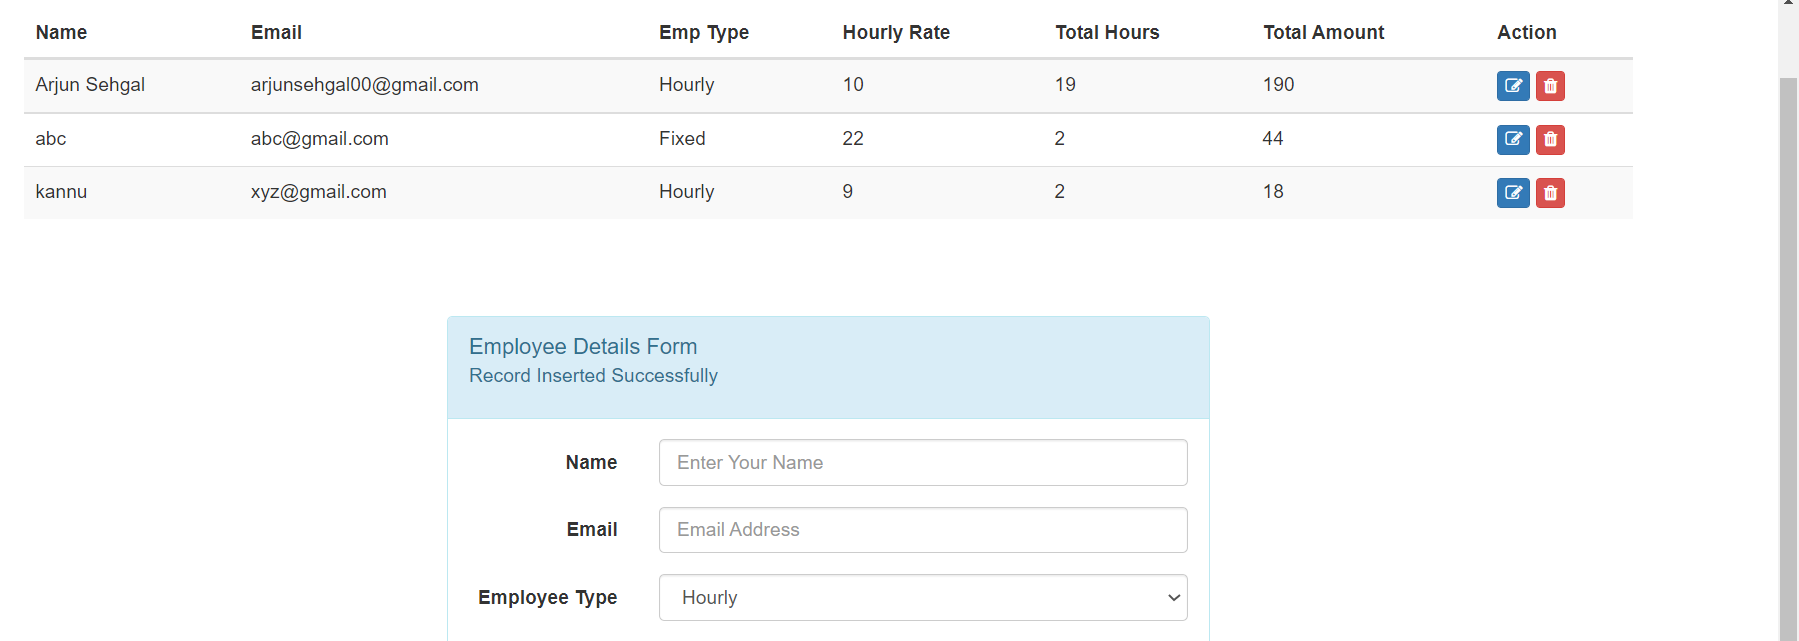 Name Email Emp Type Hourly Rate Total Hours Total Amount Action
Arjun Sehgal arjunsehgal00@gmail.com Hourly 10 19 190
abc abc@gmail.com Fixed 22 2 44
kannu xyz@gmail.com Hourly 9 2 18
Employee Details Form
Record Inserted Successfully
Name Enter Your Name
Email Email Address
Employee Type Hourly